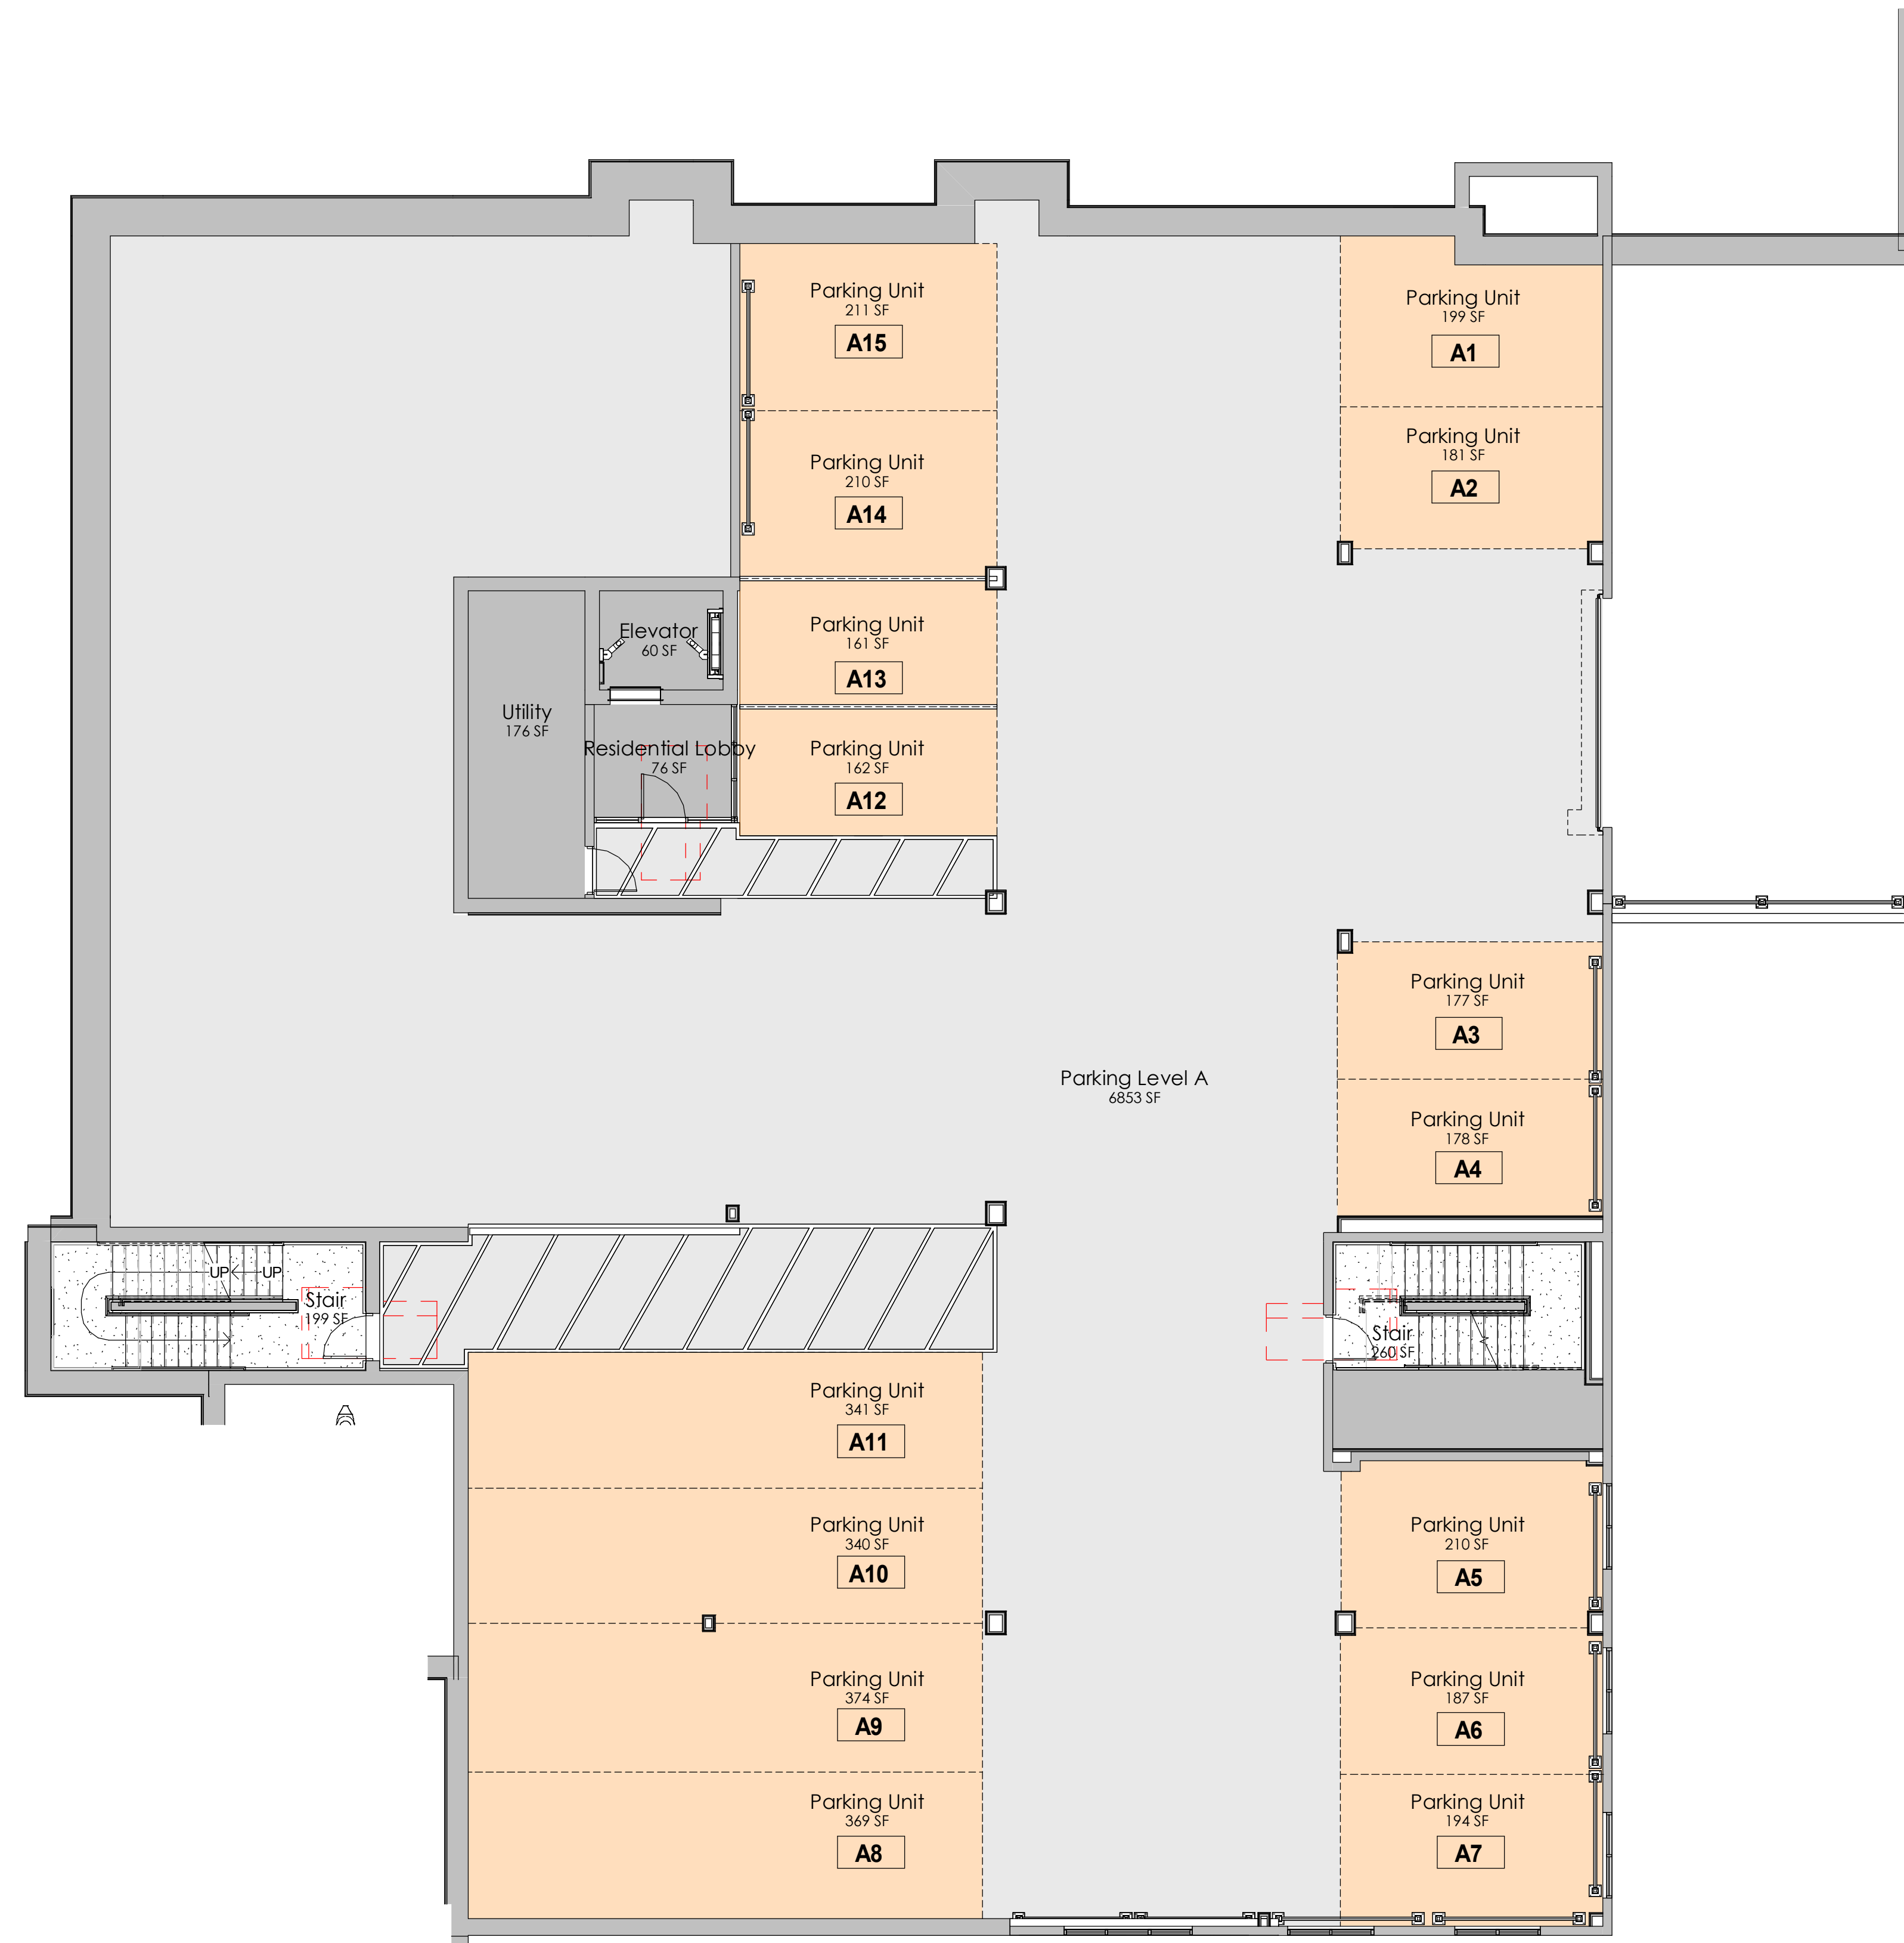 Parking Unit
211 SF
A15
Parking Unit
199 SF
A1
Parking Unit
181 SF
A2
Parking Unit
210 SF
A14
Elevator
60 SF
Parking Unit
161 SF
A13
Utility
176 SF
Residential Lobby
76 SF
Parking Unit
162 SF
A12
Parking Unit
177 SF
A3
Parking Level A
6853 SF
Parking Unit
178 SF
A4
UP
UP
Stair
199 SF
Stair
260 SF
Parking Unit
341 SF
A11
Parking Unit
340 SF
A10
Parking Unit
210 SF
A5
Parking Unit
374 SF
A9
Parking Unit
187 SF
A6
Parking Unit
369 SF
A8
Parking Unit
194 SF
A7